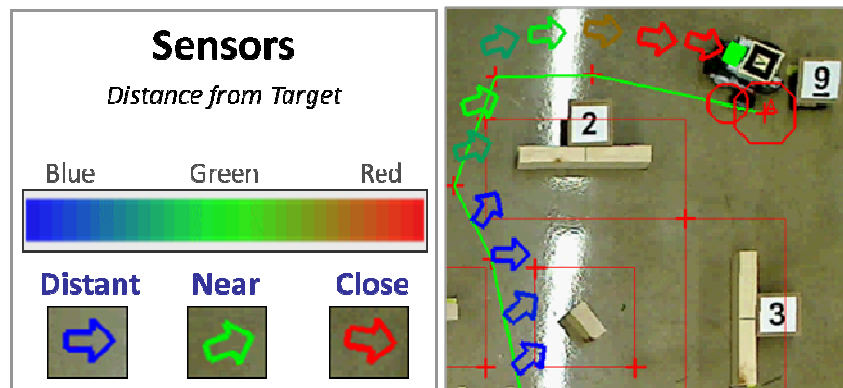 Sensors
Distance from Target
Blue Green Red
Distant Near Close
2
9
3